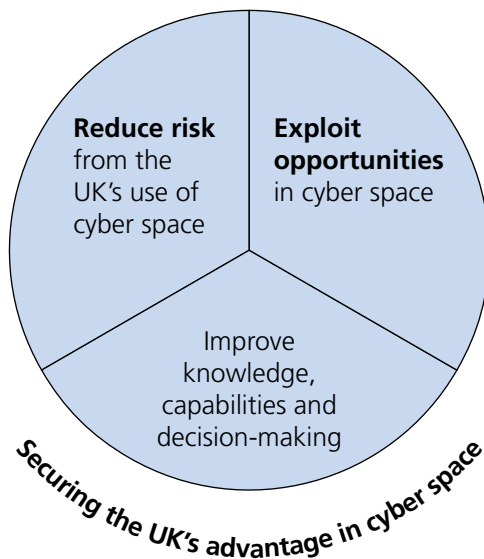 Reduce risk
from the
UK's use of
cyber space
Exploit
opportunities
in cyber space
Improve
knowledge,
capabilities and
decision-making
Securing the UK's advantage in cyber space